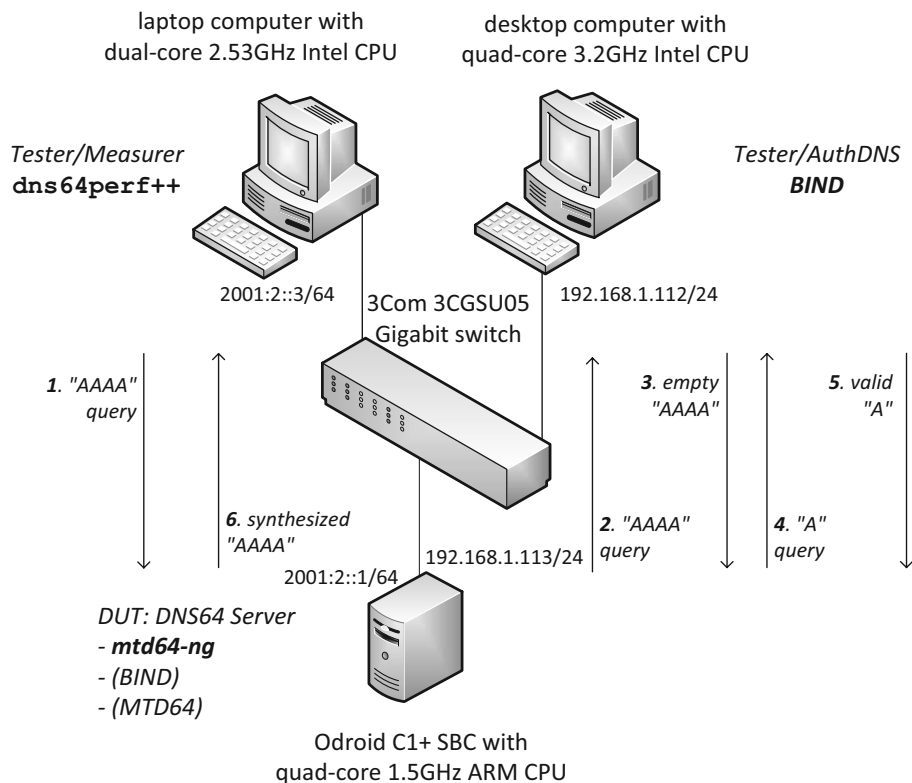 laptop computer with
dual-core 2.53GHz Intel CPU
desktop computer with
quad-core 3.2GHz Intel CPU
Tester/Measurer
dns64perf++
Tester/AuthDNS
BIND
2001:2::3/64
192.168.1.112/24
3Com 3CGSU05
Gigabit switch
1. "AAAA"
query
3. empty
"AAAA"
5. valid
"A"
6. synthesized
"AAAA"
2. "AAAA"
query
4. "A"
query
192.168.1.113/24
2001:2::1/64
DUT: DNS64 Server
- mtd64-ng
- (BIND)
- (MTD64)
Odroid C1+ SBC with
quad-core 1.5GHz ARM CPU